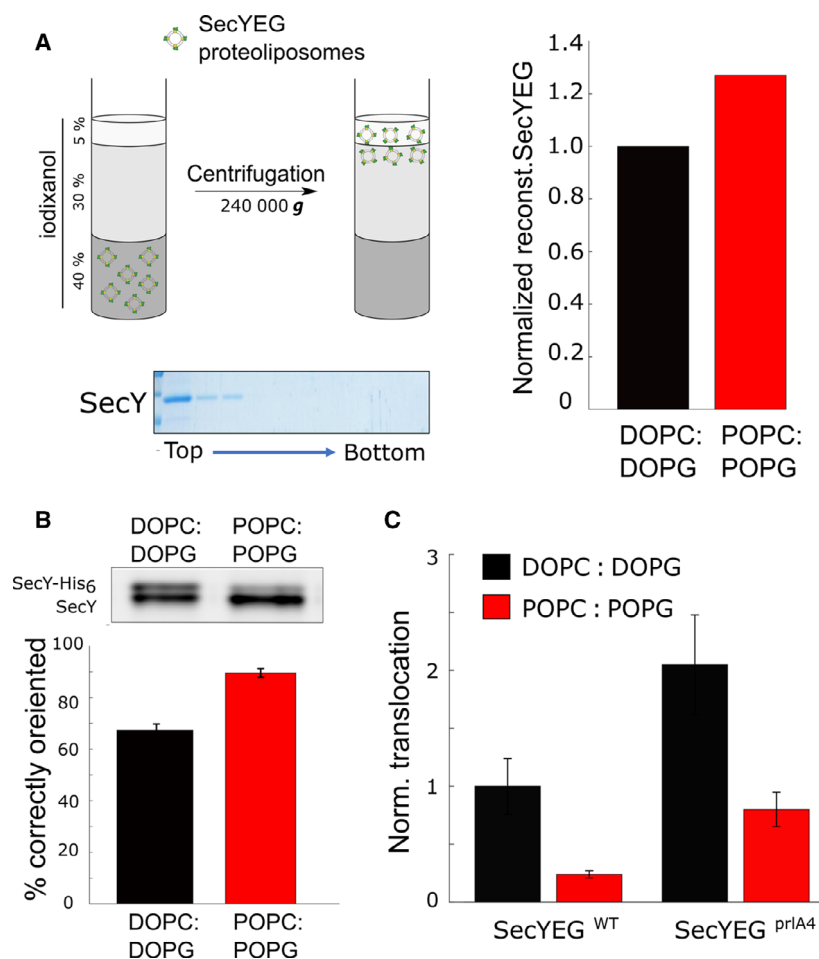 A
SecYEG
proteoliposomes
iodixanol
5 %
30 %
40 %
Centrifugation
240 000 g
SecY
Top
Bottom
Normalized reconst.SecYEG
1.4
1.2
1.0
0.8
0.6
0.4
0.2
0
DOPC:
DOPG
POPC:
POPG
B
DOPC:
DOPG
POPC:
POPG
SecY-His6
SecY
% correctly oreiented
100
80
60
40
20
0
DOPC:
DOPG
POPC:
POPG
C
Norm. translocation
3
2
1
0
DOPC : DOPG
POPC : POPG
SecYEG WT
SecYEG prlA4